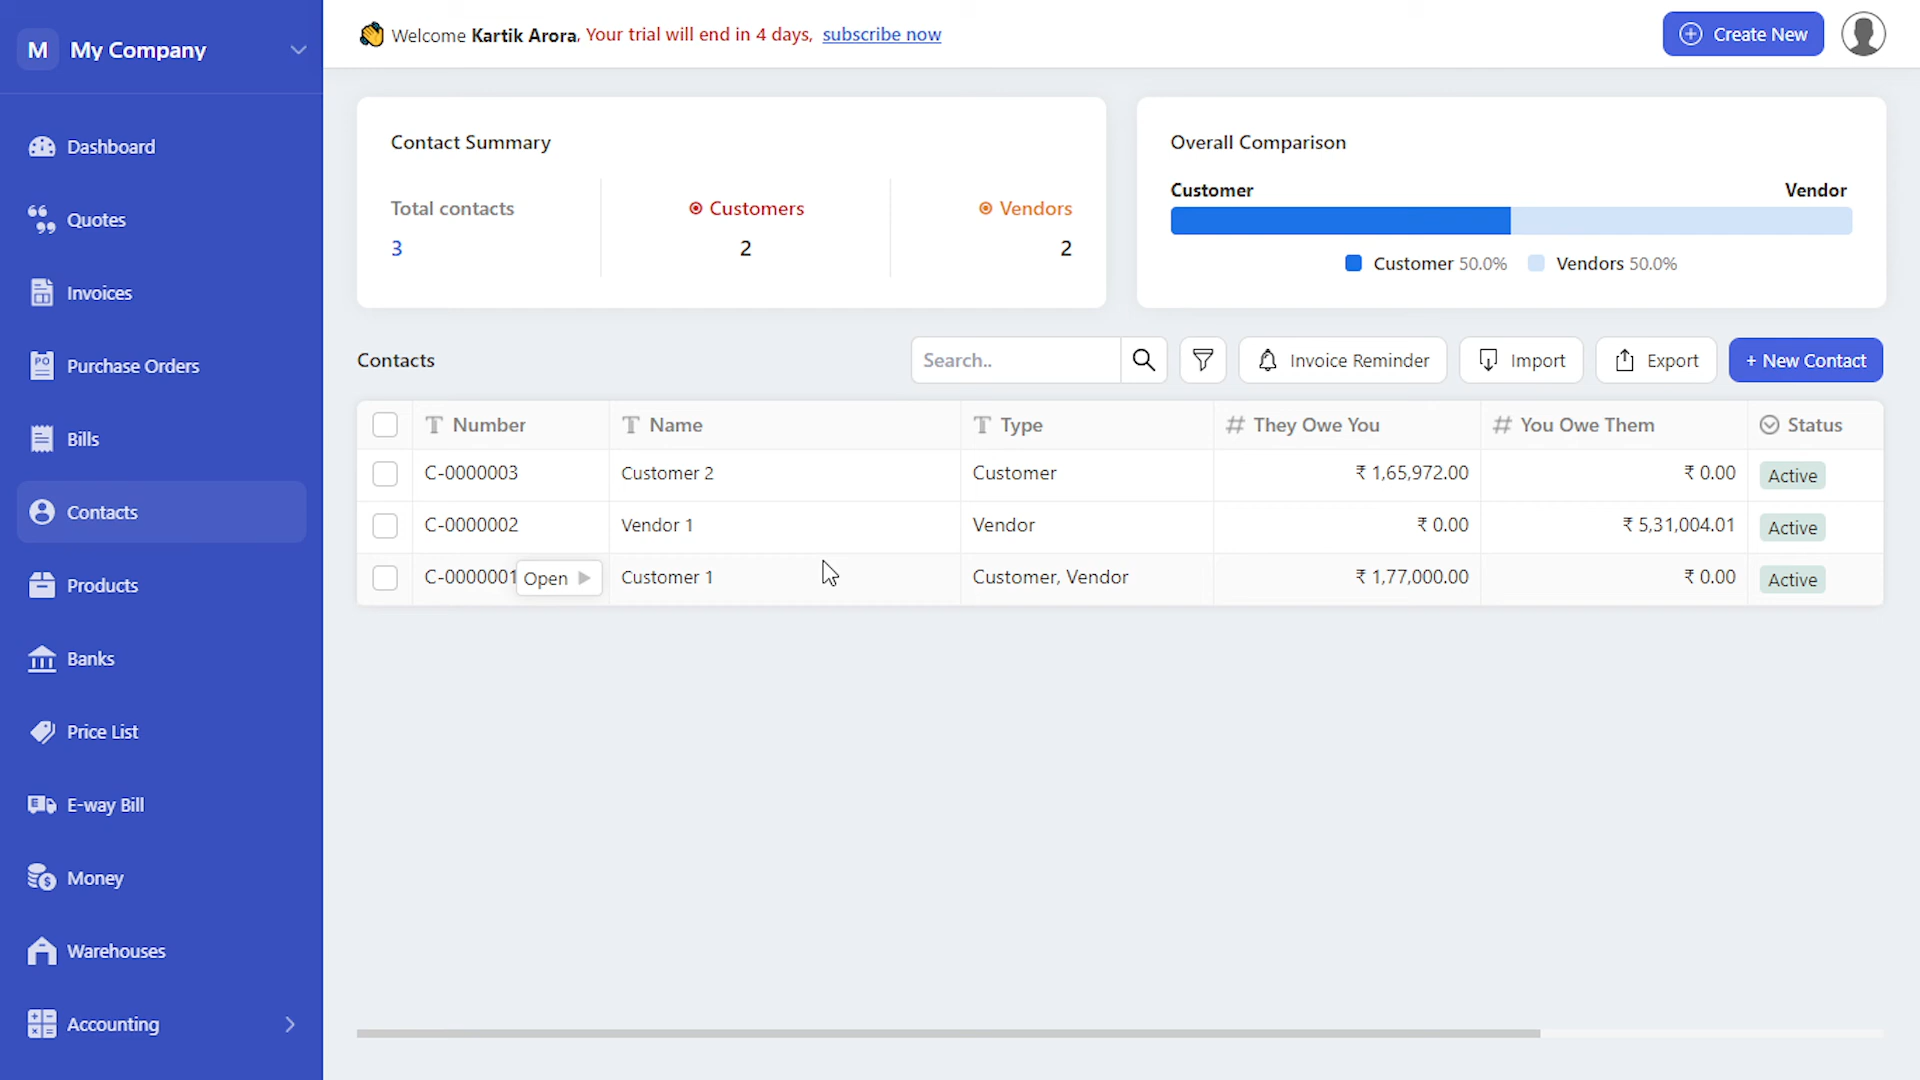 M My Company
Welcome Kartik Arora, Your trial will end in 4 days, subscribe now
Create New
Dashboard
Quotes
Invoices
Purchase Orders
Bills
Contacts
Products
Banks
Price List
E-way Bill
Money
Warehouses
Accounting
Contact Summary
Total contacts
3
Customers
2
Vendors
2
Overall Comparison
Customer Vendor
Customer 50.0% Vendors 50.0%
Contacts
Search..
Invoice Reminder
Import
Export
+ New Contact
Number Name Type They Owe You You Owe Them Status
C-0000003 Customer 2 Customer ₹ 1,65,972.00 ₹ 0.00 Active
C-0000002 Vendor 1 Vendor ₹ 0.00 ₹ 5,31,004.01 Active
C-0000001 Open Customer 1 Customer, Vendor ₹ 1,77,000.00 ₹ 0.00 Active